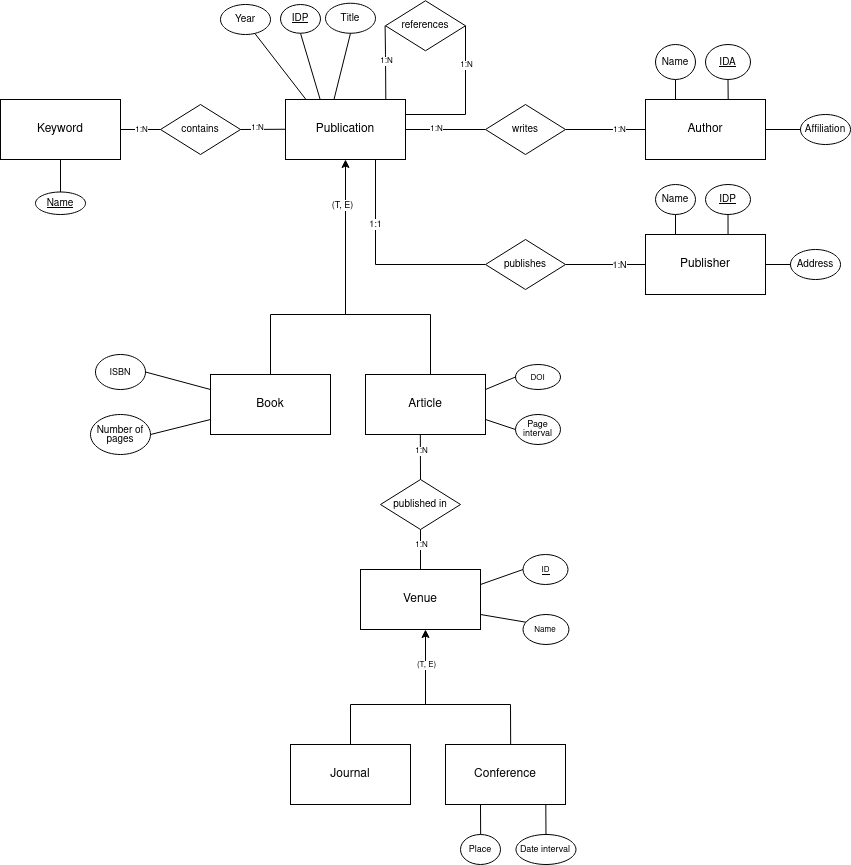 references
Year
IDP
Title
1:N
1:N
Name
IDA
Keyword
1:N
contains
1:N
Publication
1:N
writes
1:N
Author
Affiliation
Name
(T, E)
1:1
Name
IDP
publishes
1:N
Publisher
Address
ISBN
Number of
pages
Book
Article
DOI
Page
interval
1:N
published in
1:N
Venue
ID
Name
(T, E)
Journal
Conference
Place
Date interval